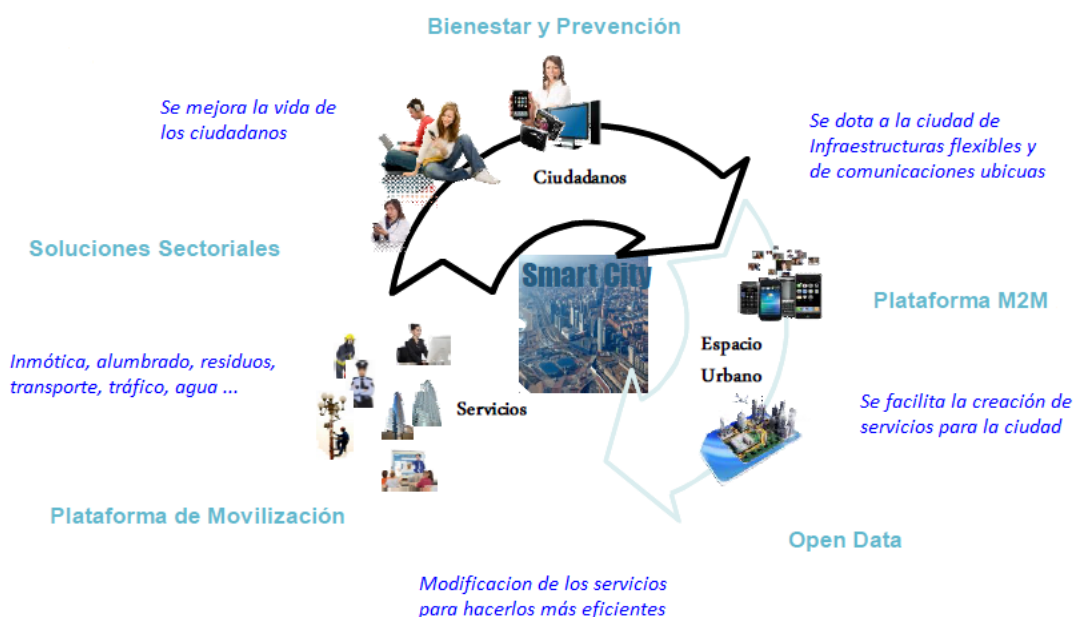 Bienestar y Prevención
Se mejora la vida de
los ciudadanos
Se dota a la ciudad de
Infraestructuras flexibles y
de comunicaciones ubicuas
Ciudadanos
Soluciones Sectoriales
Smart City
Plataforma M2M
Espacio
Urbano
Inmótica, alumbrado, residuos,
transporte, tráfico, agua ...
Servicios
Se facilita la creación de
servicios para la ciudad
Plataforma de Movilización
Open Data
Modificacion de los servicios
para hacerlos más eficientes